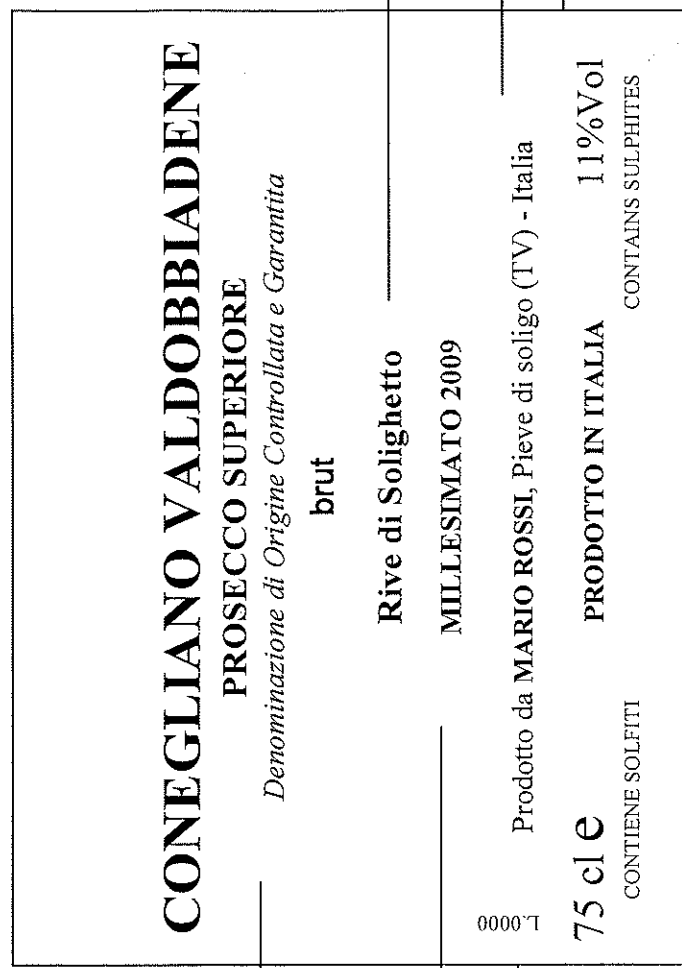 CONEGLIANO VALDOBBIADENE
PROSECCO SUPERIORE
Denominazione di Origine Controllata e Garantita
brut
Rive di Solighetto
MILLESIMATO 2009
L.0000
Prodotto da MARIO ROSSI, Pieve di soligo (TV) - Italia
75 cl e PRODOTTO IN ITALIA 11%Vol
CONTIENE SOLFITI CONTAINS SULPHITES